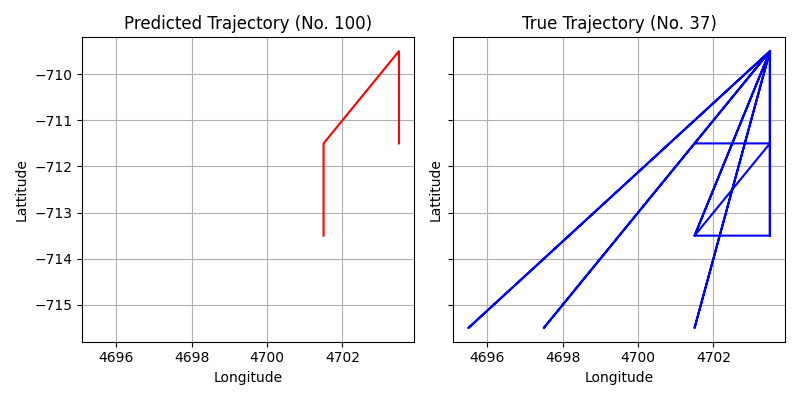 Predicted Trajectory (No. 100)
True Trajectory (No. 37)
−710
−711
−712
−713
−714
−715
Lattitude
Lattitude
4696 4698 4700 4702
4696 4698 4700 4702
Longitude
Longitude